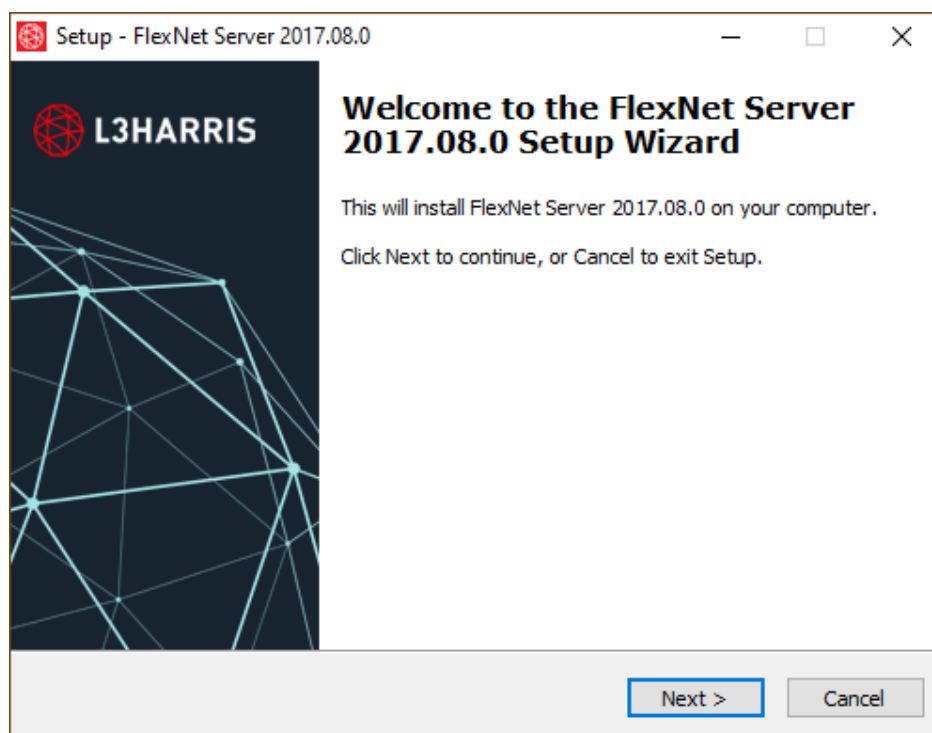 Setup - FlexNet Server 2017.08.0
L3HARRIS
Welcome to the FlexNet Server
2017.08.0 Setup Wizard
This will install FlexNet Server 2017.08.0 on your computer.
Click Next to continue, or Cancel to exit Setup.
Next >
Cancel